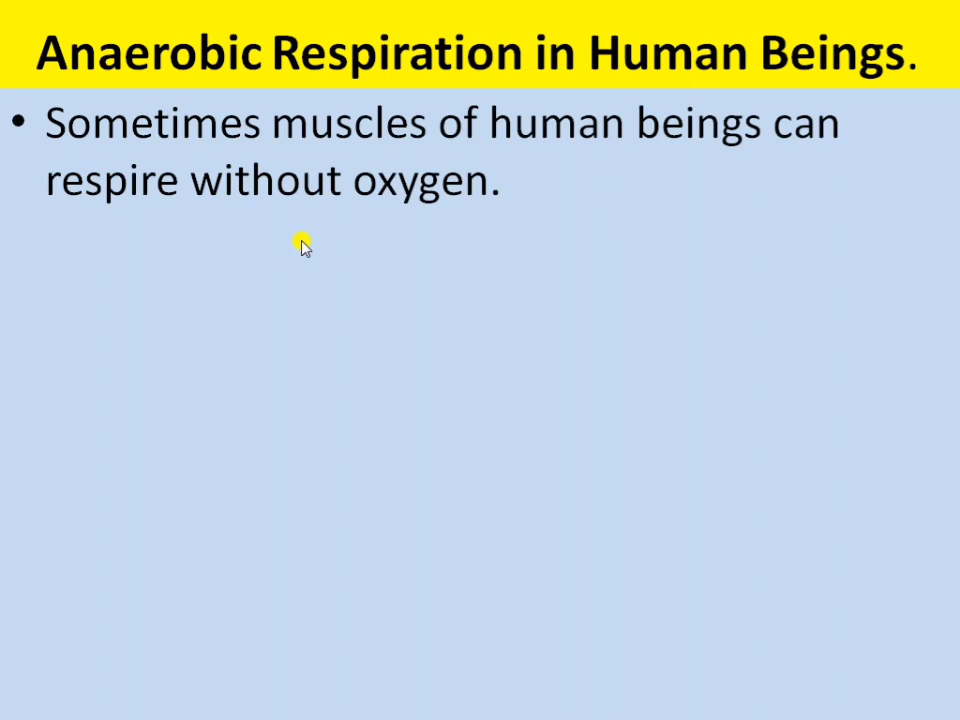 Anaerobic Respiration in Human Beings.
• Sometimes muscles of human beings can
respire without oxygen.